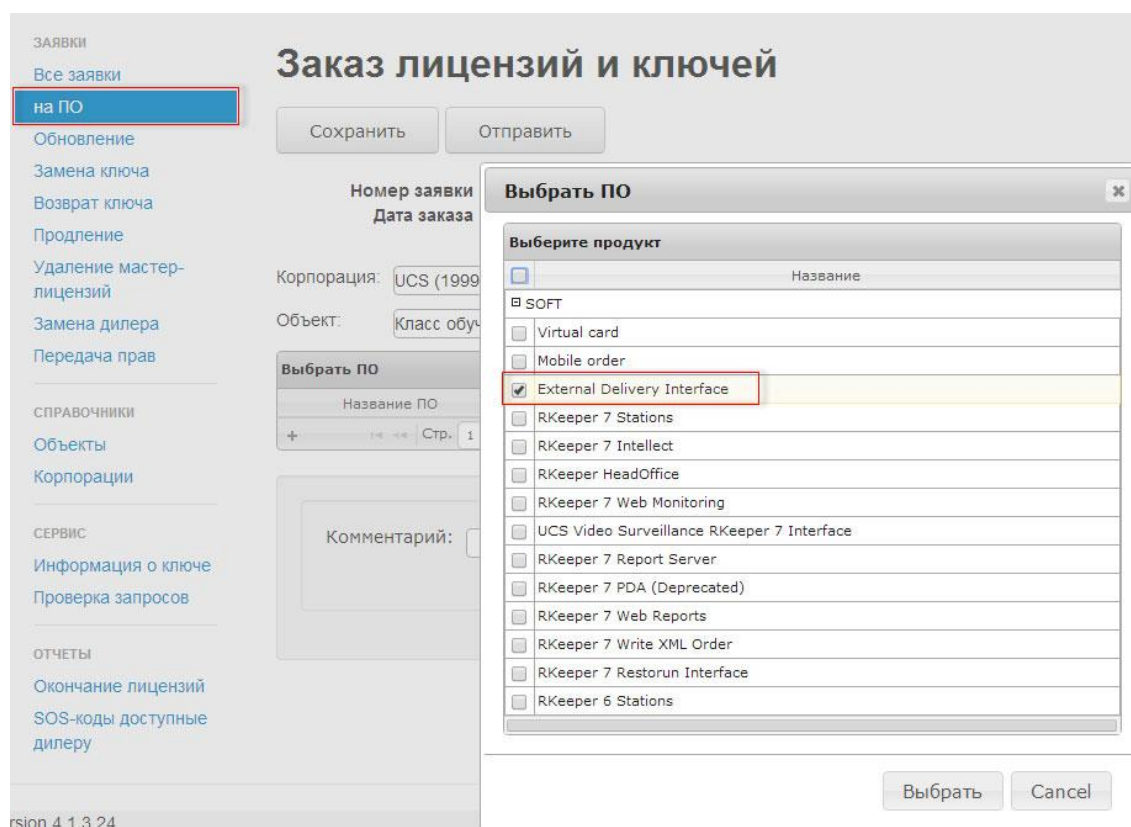 ЗАЯВКИ
Все заявки
на ПО
Обновление
Замена ключа
Возврат ключа
Продление
Удаление мастер-
лицензий
Замена дилера
Передача прав
СПРАВОЧНИКИ
Объекты
Корпорации
СЕРВИС
Информация о ключе
Проверка запросов
ОТЧЕТЫ
Окончание лицензий
SOS-коды доступные
дилеру
rsion 4.1.3.24
Заказ лицензий и ключей
Сохранить Отправить
Номер заявки
Дата заказа
Корпорация: UCS (1999
Объект: Класс обуч
Выбрать ПО
Название ПО
+ Стр. 1
Комментарий:
Выбрать ПО
Выберите продукт
Название
SOFT
Virtual card
Mobile order
External Delivery Interface
RKeeper 7 Stations
RKeeper 7 Intellect
RKeeper HeadOffice
RKeeper 7 Web Monitoring
UCS Video Surveillance RKeeper 7 Interface
RKeeper 7 Report Server
RKeeper 7 PDA (Deprecated)
RKeeper 7 Web Reports
RKeeper 7 Write XML Order
RKeeper 7 Restorun Interface
RKeeper 6 Stations
Выбрать Cancel